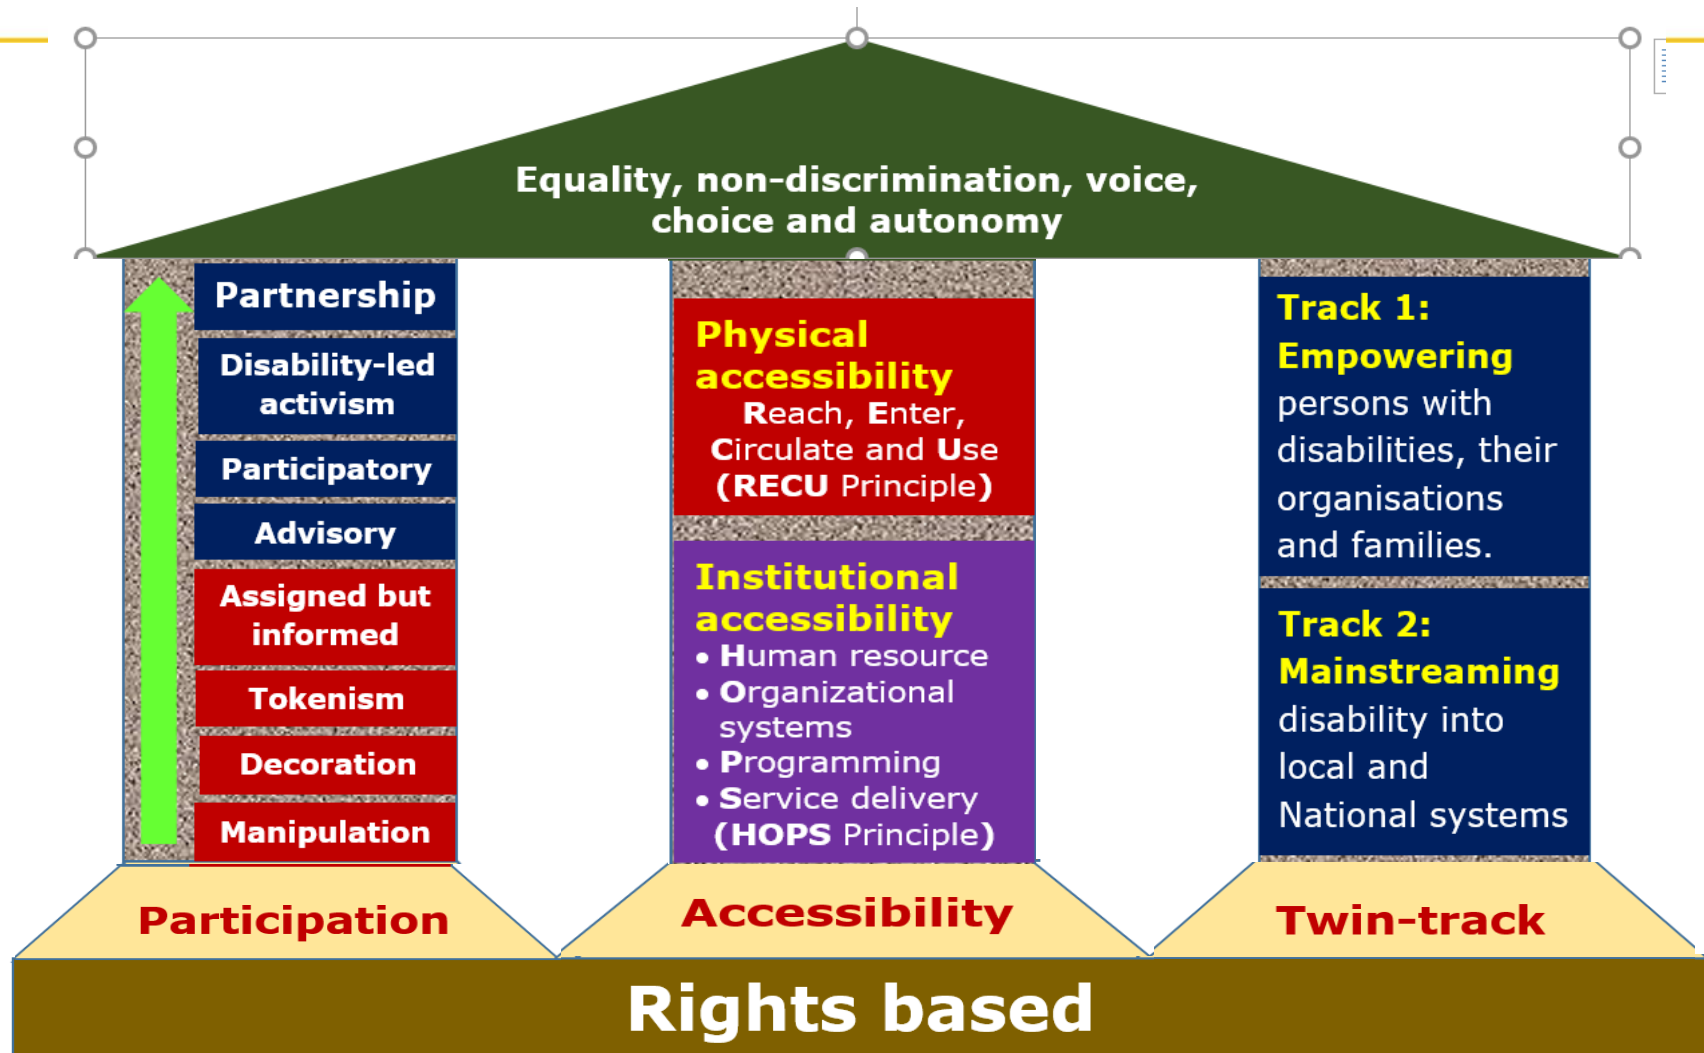 Equality, non-discrimination, voice,
choice and autonomy
Partnership
Disability-led
activism
Participatory
Advisory
Assigned but
informed
Tokenism
Decoration
Manipulation
Participation
Physical
accessibility
Reach, Enter,
Circulate and Use
(RECU Principle)
Institutional
accessibility
• Human resource
• Organizational
systems
• Programming
• Service delivery
(HOPS Principle)
Accessibility
Track 1:
Empowering
persons with
disabilities, their
organisations
and families.
Track 2:
Mainstreaming
disability into
local and
National systems
Twin-track
Rights based